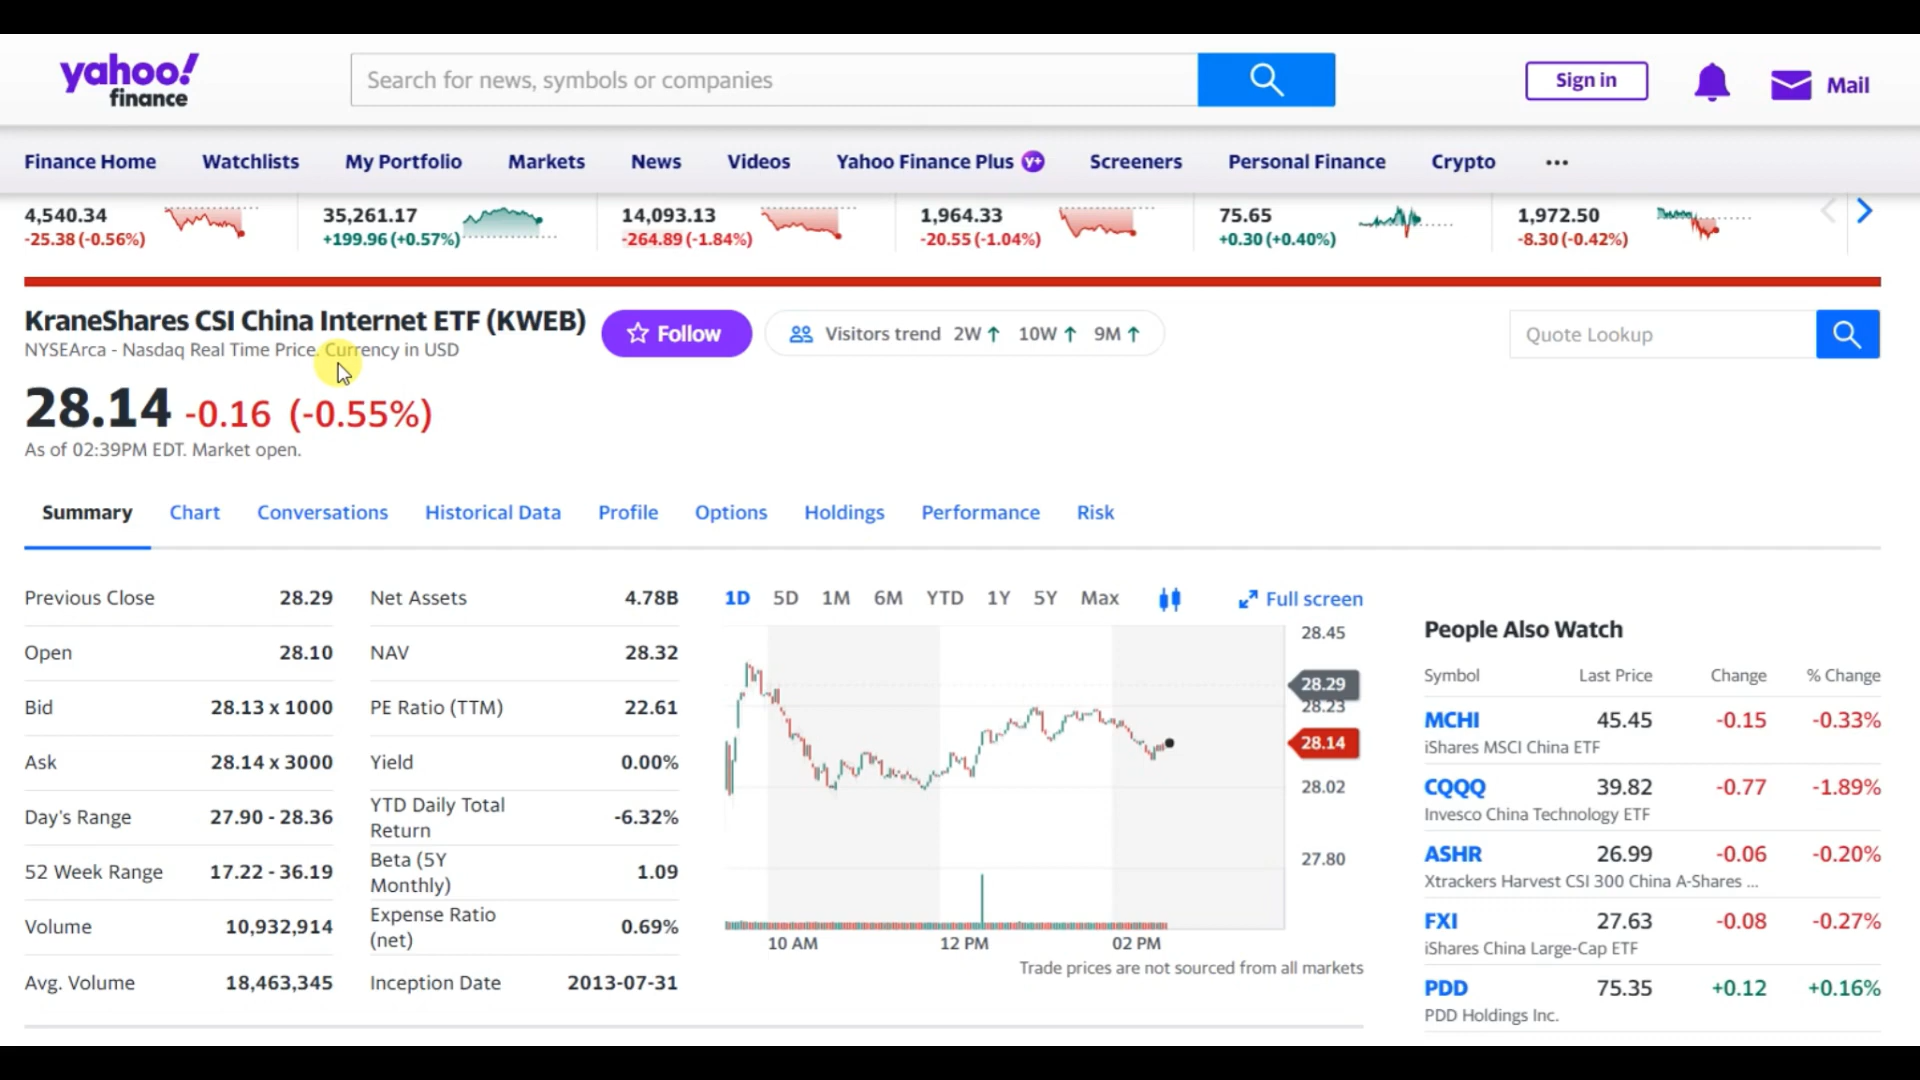 yahoo!
finance
Search for news, symbols or companies
Sign in
Mail
Finance Home
Watchlists
My Portfolio
Markets
News
Videos
Yahoo Finance Plus y+
Screeners
Personal Finance
Crypto
...
4,540.34
-25.38 (-0.56%)
35,261.17
+199.96 (+0.57%)
14,093.13
-264.89 (-1.84%)
1,964.33
-20.55 (-1.04%)
75.65
+0.30 (+0.40%)
1,972.50
-8.30 (-0.42%)
KraneShares CSI China Internet ETF (KWEB)
NYSEArca - Nasdaq Real Time Price. Currency in USD
Follow
Visitors trend 2W ↑ 10W ↑ 9M ↑
Quote Lookup
28.14 -0.16 (-0.55%)
As of 02:39PM EDT. Market open.
Summary
Chart
Conversations
Historical Data
Profile
Options
Holdings
Performance
Risk
Previous Close 28.29
Open 28.10
Bid 28.13 x 1000
Ask 28.14 x 3000
Day's Range 27.90 - 28.36
52 Week Range 17.22 - 36.19
Volume 10,932,914
Avg. Volume 18,463,345
Net Assets 4.78B
NAV 28.32
PE Ratio (TTM) 22.61
Yield 0.00%
YTD Daily Total
Return -6.32%
Beta (5Y
Monthly) 1.09
Expense Ratio
(net) 0.69%
Inception Date 2013-07-31
1D 5D 1M 6M YTD 1Y 5Y Max
Full screen
28.45
28.29
28.23
28.14
28.02
27.80
10 AM 12 PM 02 PM
Trade prices are not sourced from all markets
People Also Watch
Symbol Last Price Change % Change
MCHI 45.45 -0.15 -0.33%
iShares MSCI China ETF
CQQQ 39.82 -0.77 -1.89%
Invesco China Technology ETF
ASHR 26.99 -0.06 -0.20%
Xtrackers Harvest CSI 300 China A-Shares ...
FXI 27.63 -0.08 -0.27%
iShares China Large-Cap ETF
PDD 75.35 +0.12 +0.16%
PDD Holdings Inc.